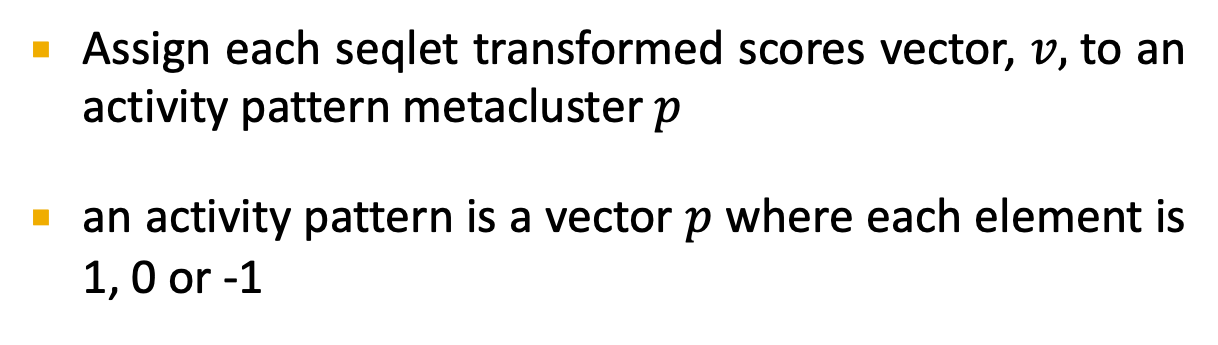 ▪ Assign each seqlet transformed scores vector, 𝑣, to an
activity pattern metacluster 𝑝
▪ an activity pattern is a vector 𝑝 where each element is
1, 0 or -1